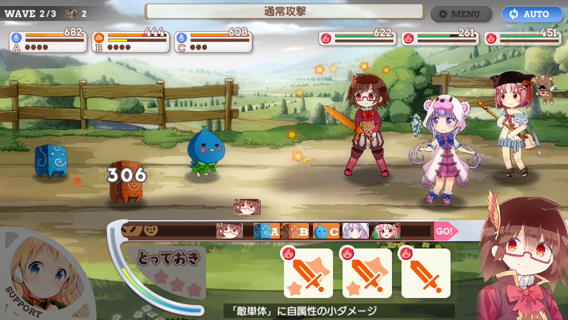 WAVE 2/3 2
通常攻撃
MENU
AUTO
682
A
444
B
608
C
622
261
451
306
A B C GO!
とっておき
SUPPORT
「敵単体」に自属性の小ダメージ